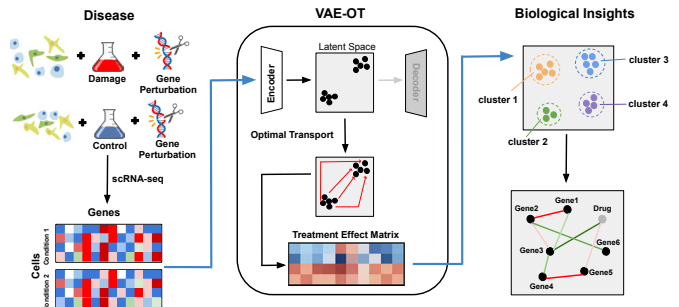 Disease
Damage
Gene
Perturbation
Control
Gene
Perturbation
scRNA-seq
Genes
Cells
Condition 1
ondition 2
VAE-OT
Latent Space
Encoder
Decoder
Optimal Transport
Treatment Effect Matrix
Biological Insights
cluster 3
cluster 1
cluster 4
cluster 2
Gene1
Gene2
Drug
Gene3
Gene6
Gene5
Gene4